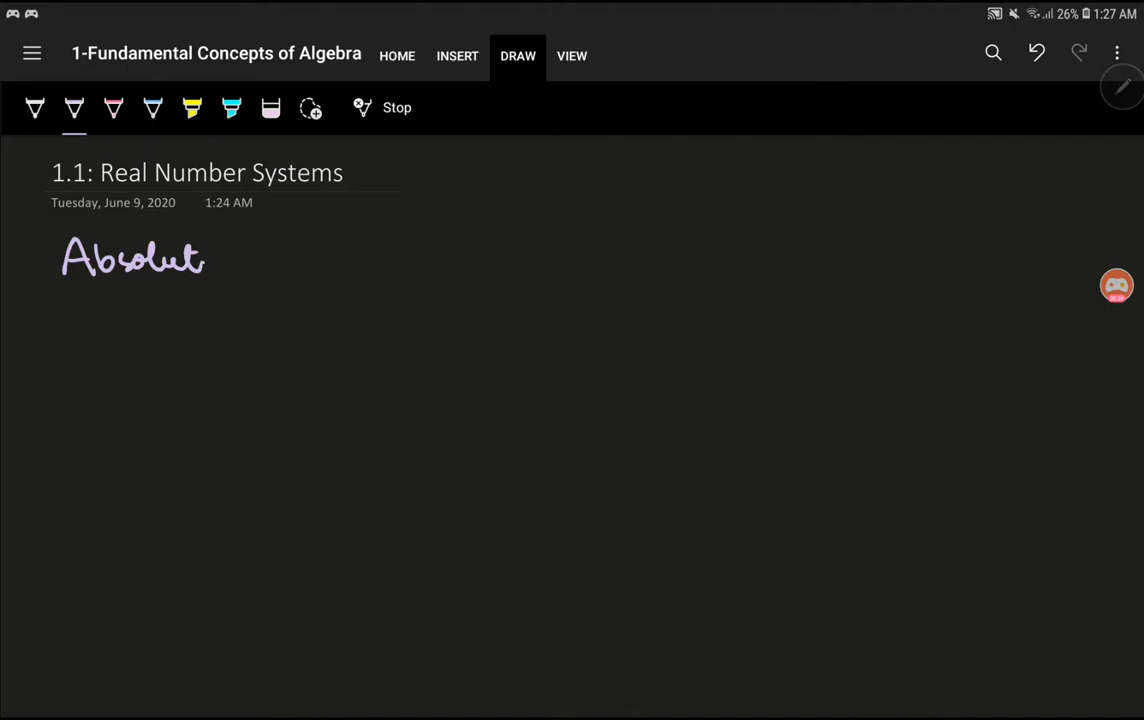 26% 1:27 AM
1-Fundamental Concepts of Algebra HOME INSERT DRAW VIEW
Stop
1.1: Real Number Systems
Tuesday, June 9, 2020 1:24 AM
Absolut